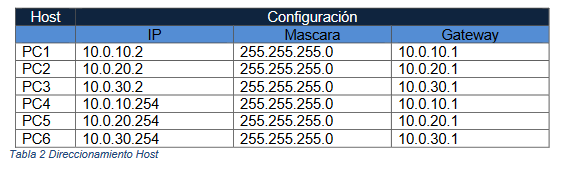 Host Configuración
IP Mascara Gateway
PC1 10.0.10.2 255.255.255.0 10.0.10.1
PC2 10.0.20.2 255.255.255.0 10.0.20.1
PC3 10.0.30.2 255.255.255.0 10.0.30.1
PC4 10.0.10.254 255.255.255.0 10.0.10.1
PC5 10.0.20.254 255.255.255.0 10.0.20.1
PC6 10.0.30.254 255.255.255.0 10.0.30.1
Tabla 2 Direccionamiento Host